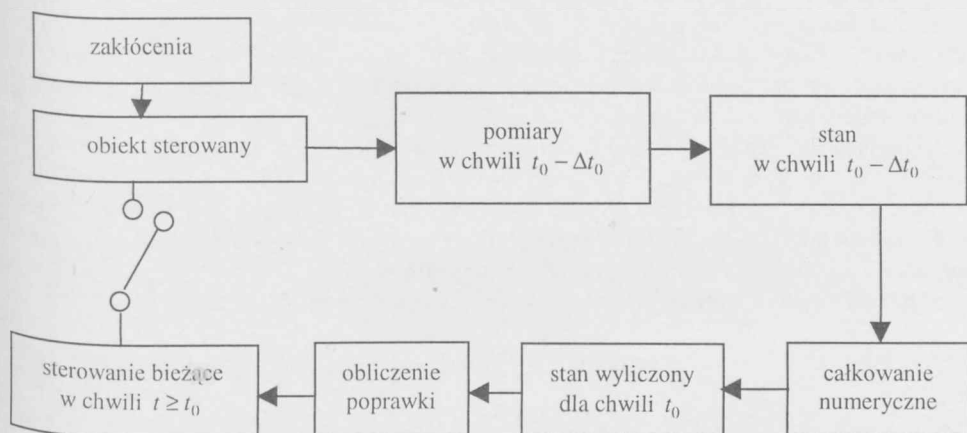 zakłócenia
obiekt sterowany
pomiary
w chwili t₀ − Δt₀
stan
w chwili t₀ − Δt₀
całkowanie
numeryczne
stan wyliczony
dla chwili t₀
obliczenie
poprawki
sterowanie bieżące
w chwili t ≥ t₀